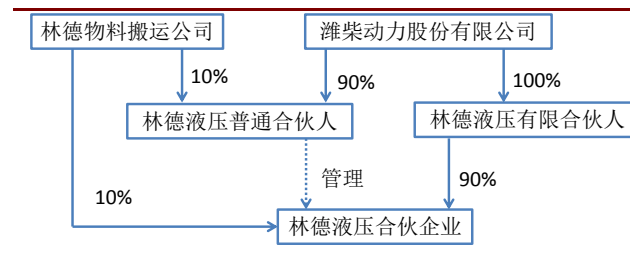 林德物料搬运公司
潍柴动力股份有限公司
10%
90%
100%
林德液压普通合伙人
林德液压有限合伙人
管理
90%
10%
林德液压合伙企业